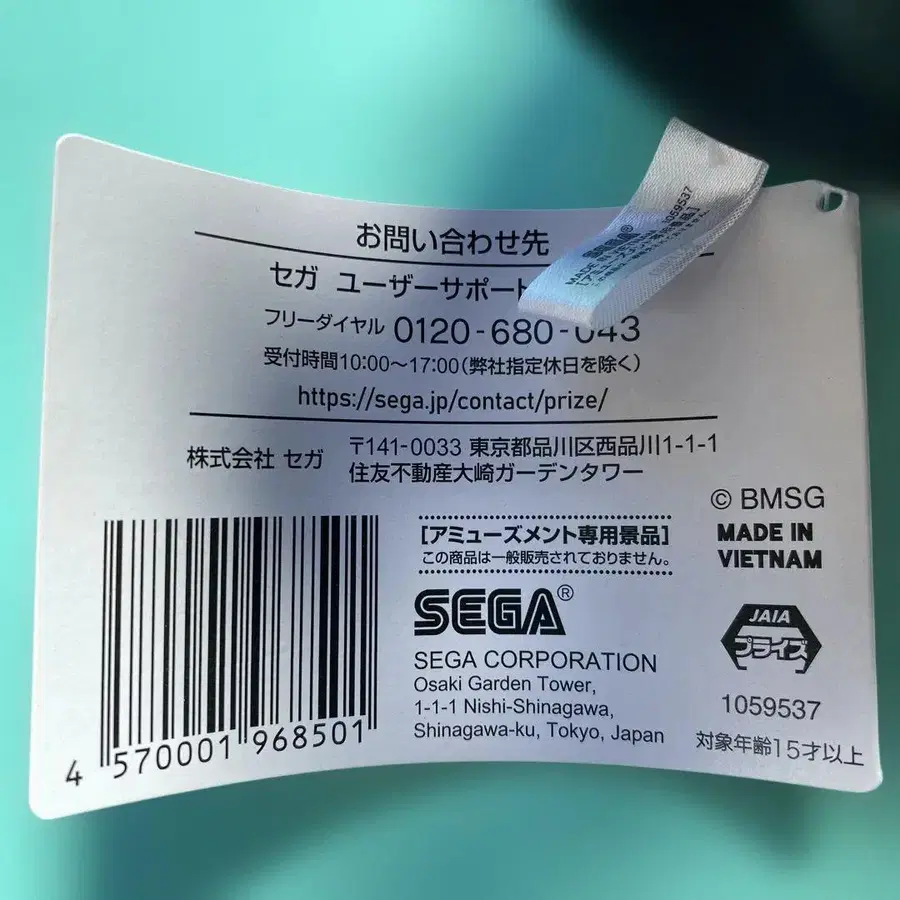 お問い合わせ先
セガ ユーザーサポート
フリーダイヤル 0120-680-043
受付時間10:00〜17:00(弊社指定休日を除く)
https://sega.jp/contact/prize/
株式会社 セガ
〒141-0033 東京都品川区西品川1-1-1
住友不動産大崎ガーデンタワー
© BMSG
MADE IN
VIETNAM
[アミューズメント専用景品]
この商品は一般販売されておりません。
SEGA®
SEGA CORPORATION
Osaki Garden Tower,
1-1-1 Nishi-Shinagawa,
Shinagawa-ku, Tokyo, Japan
JAIA
プライズ
1059537
対象年齢15才以上
4 570001 968501
SEGA
1059537
MADE IN